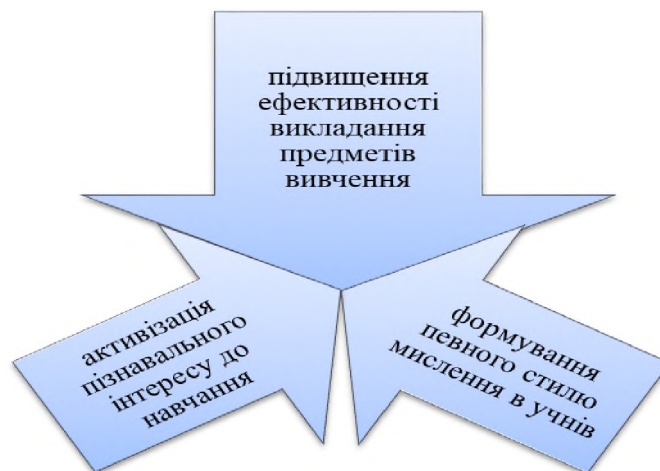 підвищення
ефективності
викладання
предметів
вивчення
активізація
пізнавального
інтересу до
навчання
формування
певного стилю
мислення в учнів